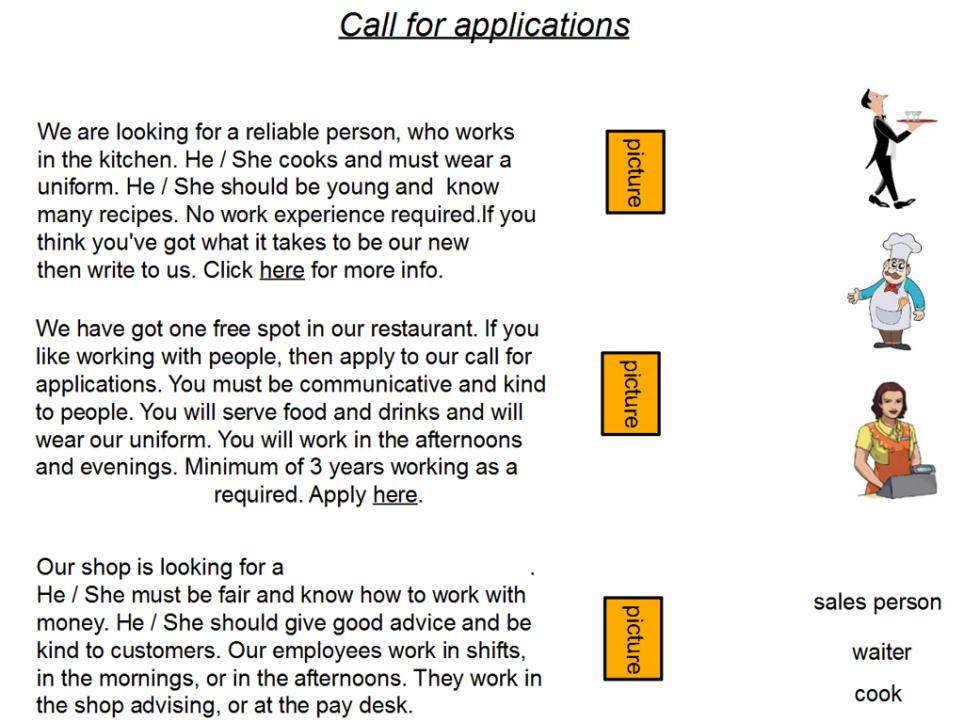 Call for applications
We are looking for a reliable person, who works
in the kitchen. He / She cooks and must wear a
uniform. He / She should be young and  know
many recipes. No work experience required.If you
think you've got what it takes to be our new
then write to us. Click here for more info.
picture
We have got one free spot in our restaurant. If you
like working with people, then apply to our call for
applications. You must be communicative and kind
to people. You will serve food and drinks and will
wear our uniform. You will work in the afternoons
and evenings. Minimum of 3 years working as a
required. Apply here.
picture
Our shop is looking for a .
He / She must be fair and know how to work with
money. He / She should give good advice and be
kind to customers. Our employees work in shifts,
in the mornings, or in the afternoons. They work in
the shop advising, or at the pay desk.
picture
sales person
waiter
cook